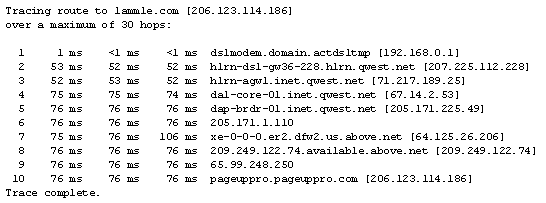 Tracing route to lammle.com [206.123.114.186]
over a maximum of 30 hops:
1 1 ms <1 ms <1 ms dslmodem.domain.actdsltmp [192.168.0.1]
2 53 ms 52 ms 52 ms hlrn-dsl-gw36-228.hlrn.qwest.net [207.225.112.228]
3 52 ms 53 ms 52 ms hlrn-agw1.inet.qwest.net [71.217.189.25]
4 75 ms 75 ms 74 ms dal-core-01.inet.qwest.net [67.14.2.53]
5 76 ms 76 ms 76 ms dap-brdr-01.inet.qwest.net [205.171.225.49]
6 76 ms 76 ms 76 ms 205.171.1.110
7 75 ms 76 ms 106 ms xe-0-0-0.er2.dfw2.us.above.net [64.125.26.206]
8 76 ms 76 ms 76 ms 209.249.122.74.available.above.net [209.249.122.74]
9 76 ms 76 ms 76 ms 65.99.248.250
10 76 ms 76 ms 76 ms pageuppro.pageuppro.com [206.123.114.186]
Trace complete.